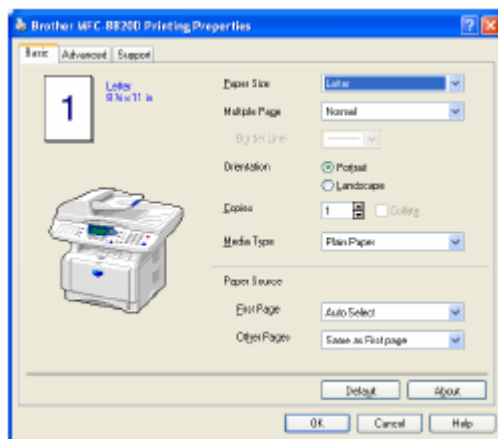 Brother MFC-8820D Printing Properties
Basic Advanced Support
1
Letter
8 ½ x 11 in
Paper Size Letter
Multiple Page Normal
Border Line
Orientation Portrait
Landscape
Copies 1 Collate
Media Type Plain Paper
Paper Source
First Page Auto Select
Other Pages Same as First page
Default About
OK Cancel Help